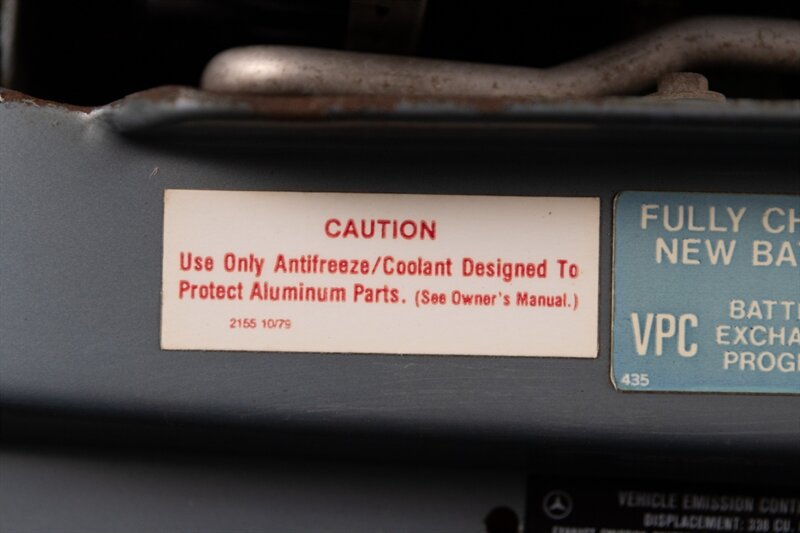 CAUTION
Use Only Antifreeze/Coolant Designed To
Protect Aluminum Parts. (See Owner's Manual.)
2155 10/79
FULLY CH
NEW BAT
BATT
VPC EXCHA
PROG
435
VEHICLE EMISSION CONT
DISPLACEMENT: CU.